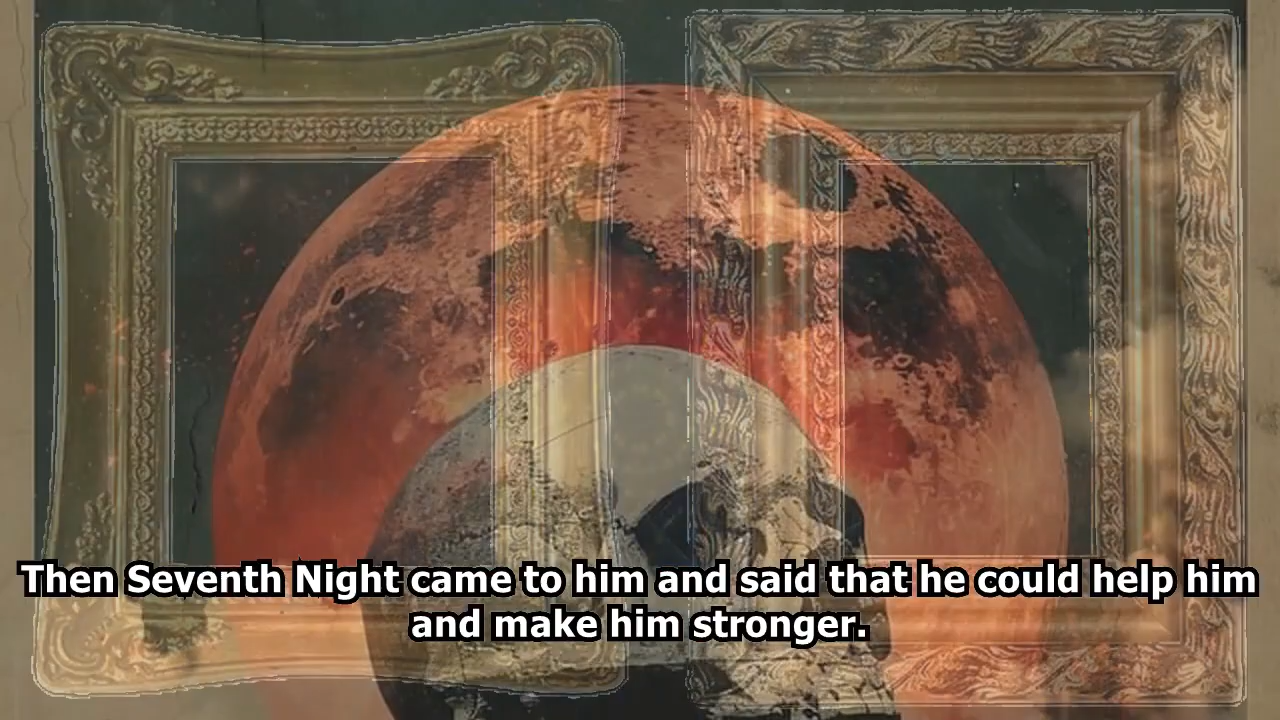 Then Seventh Night came to him and said that he could help him
and make him stronger.